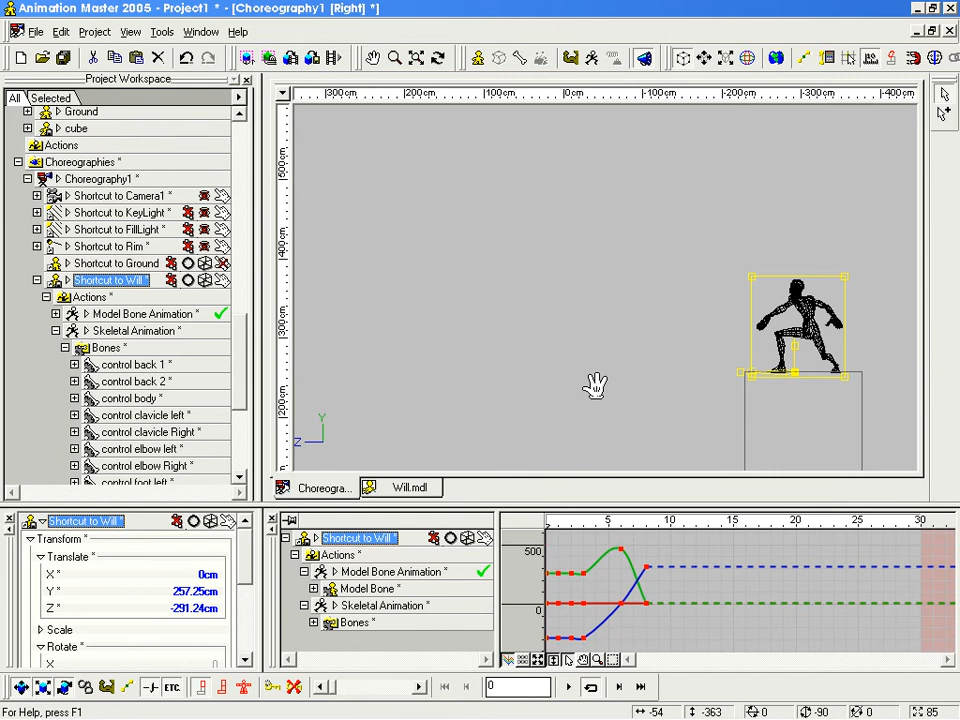 Animation Master 2005 - Project1 * - [Choreography1 [Right] *]
File Edit Project View Tools Window Help
Project Workspace
All Selected
Ground
cube
Actions
Choreographies *
Choreography1 *
Shortcut to Camera1 *
Shortcut to KeyLight *
Shortcut to FillLight *
Shortcut to Rim *
Shortcut to Ground
Shortcut to Will *
Actions *
Model Bone Animation *
Skeletal Animation *
Bones *
control back 1 *
control back 2 *
control body *
control clavicle left *
control clavicle Right *
control elbow left *
control elbow Right *
control foot left *
300cm 200cm 100cm 0cm -100cm -200cm -300cm -400cm
500cm
400cm
300cm
200cm
Y
Z
Choreogra... Will.mdl
Shortcut to Will *
Transform *
Translate *
X * 0cm
Y * 257.25cm
Z * -291.24cm
Scale
Rotate *
X 0
Shortcut to Will *
Actions *
Model Bone Animation *
Model Bone *
Skeletal Animation *
Bones *
5 10 15 20 25 30
500
0
ETC.
0
For Help, press F1
-54 -363 0 -90 0 85